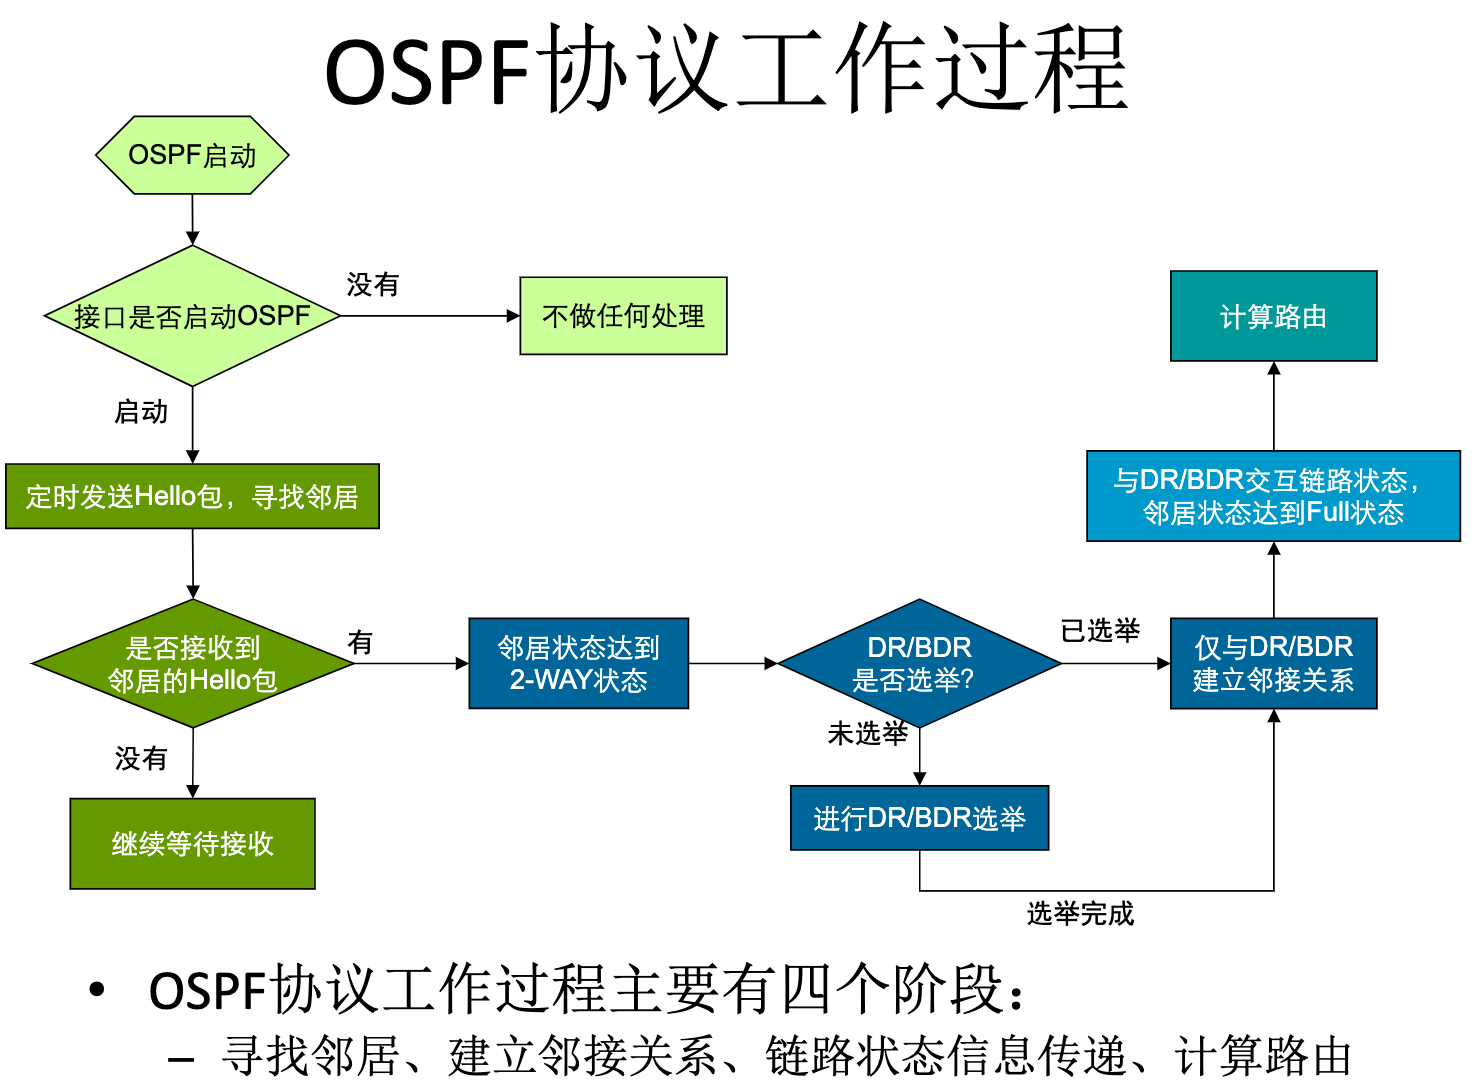 OSPF协议工作过程
OSPF启动
接口是否启动OSPF
没有
不做任何处理
启动
定时发送Hello包，寻找邻居
是否接收到
邻居的Hello包
没有
继续等待接收
有
邻居状态达到
2-WAY状态
DR/BDR
是否选举?
未选举
进行DR/BDR选举
选举完成
已选举
仅与DR/BDR
建立邻接关系
与DR/BDR交互链路状态，
邻居状态达到Full状态
计算路由
• OSPF协议工作过程主要有四个阶段：
– 寻找邻居、建立邻接关系、链路状态信息传递、计算路由